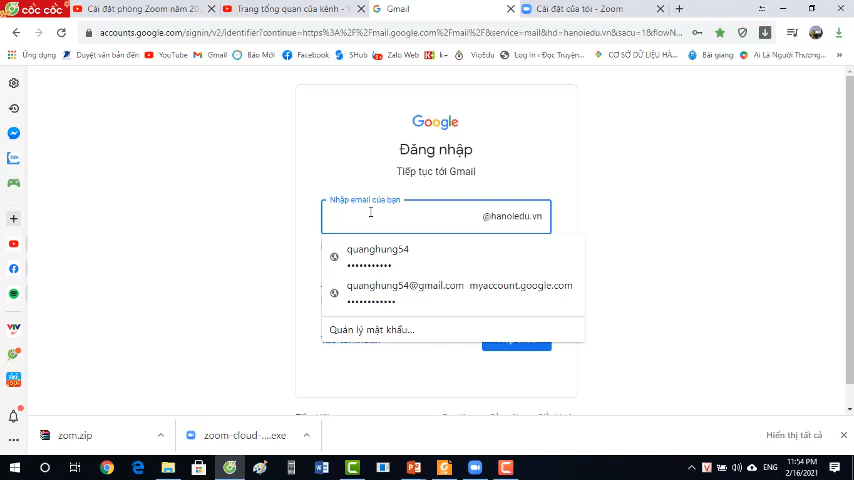 cốc cốc
Cài đặt phòng Zoom năm 20
Trang tổng quan của kênh -
Gmail
Cài đặt của tôi - Zoom
accounts.google.com/signin/v2/identifier?continue=https%3A%2F%2Fmail.google.com%2Fmail%2F&service=mail&hd=hanoiedu.vn&sacu=1&flowN...
Ứng dụng
Duyệt văn bản đến
YouTube
Gmail
Báo Mới
Facebook
SHub
Zalo Web
k+
VioEdu
Log In ‹ Đọc Trượn...
CƠ SỞ DỮ LIỆU HÀ...
Bài giảng
Ai Là Người Thương...
Google
Đăng nhập
Tiếp tục tới Gmail
Nhập email của bạn
@hanoiedu.vn
quanghung54
•••••••••••
quanghung54@gmail.com myaccount.google.com
••••••••••••
Quản lý mật khẩu...
zom.zip
zoom-cloud-....exe
Hiển thị tất cả
ENG
11:54 PM
2/16/2021